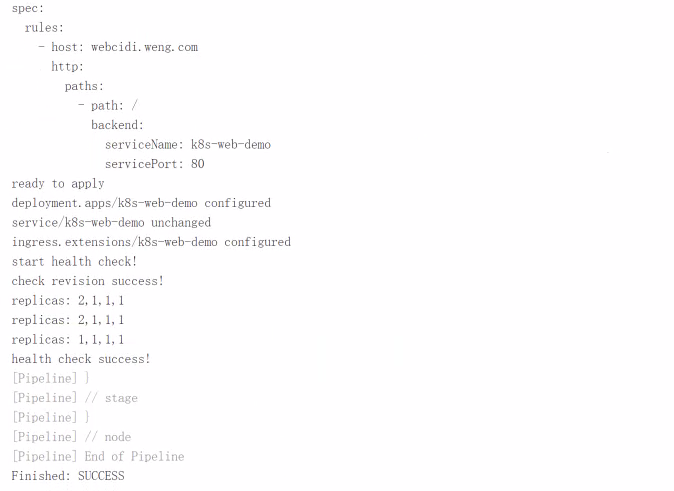 spec:
  rules:
    - host: webcidi.weng.com
      http:
        paths:
          - path: /
            backend:
              serviceName: k8s-web-demo
              servicePort: 80
ready to apply
deployment.apps/k8s-web-demo configured
service/k8s-web-demo unchanged
ingress.extensions/k8s-web-demo configured
start health check!
check revision success!
replicas: 2,1,1,1
replicas: 2,1,1,1
replicas: 1,1,1,1
health check success!
[Pipeline] }
[Pipeline] // stage
[Pipeline] }
[Pipeline] // node
[Pipeline] End of Pipeline
Finished: SUCCESS